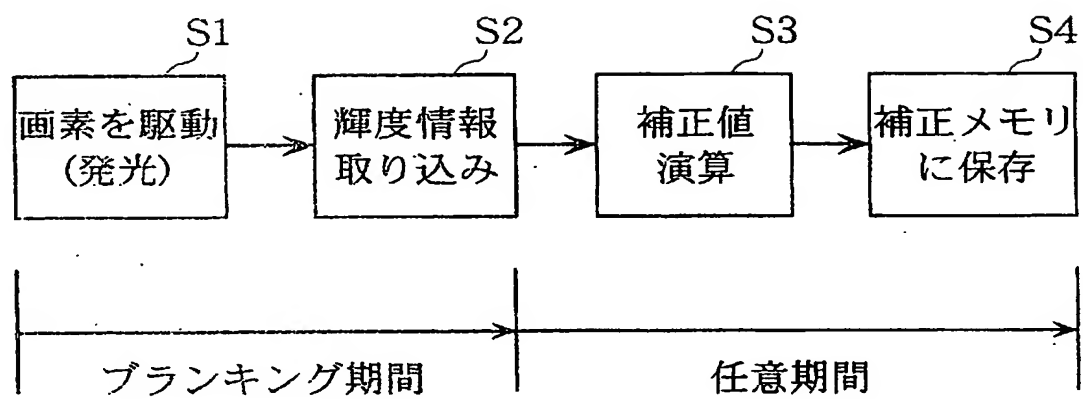 S1
S2
S3
S4
画素を駆動
(発光)
輝度情報
取り込み
補正値
演算
補正メモリ
に保存
ブランキング期間
任意期間